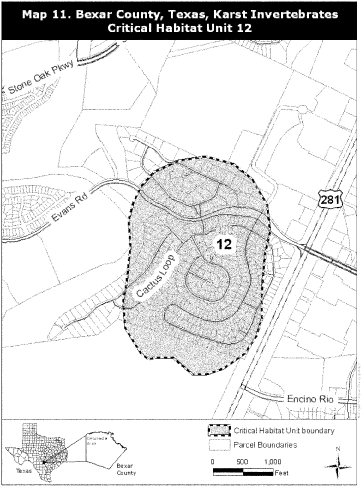 Map 11. Bexar County, Texas, Karst Invertebrates
Critical Habitat Unit 12
Stone Oak Pkwy
Evans Rd
281
12
Cactus Loop
Encino Rio
Critical Habitat Unit boundary
Parcel Boundaries
0 500 1,000
Feet
N
Texas
Bexar
County